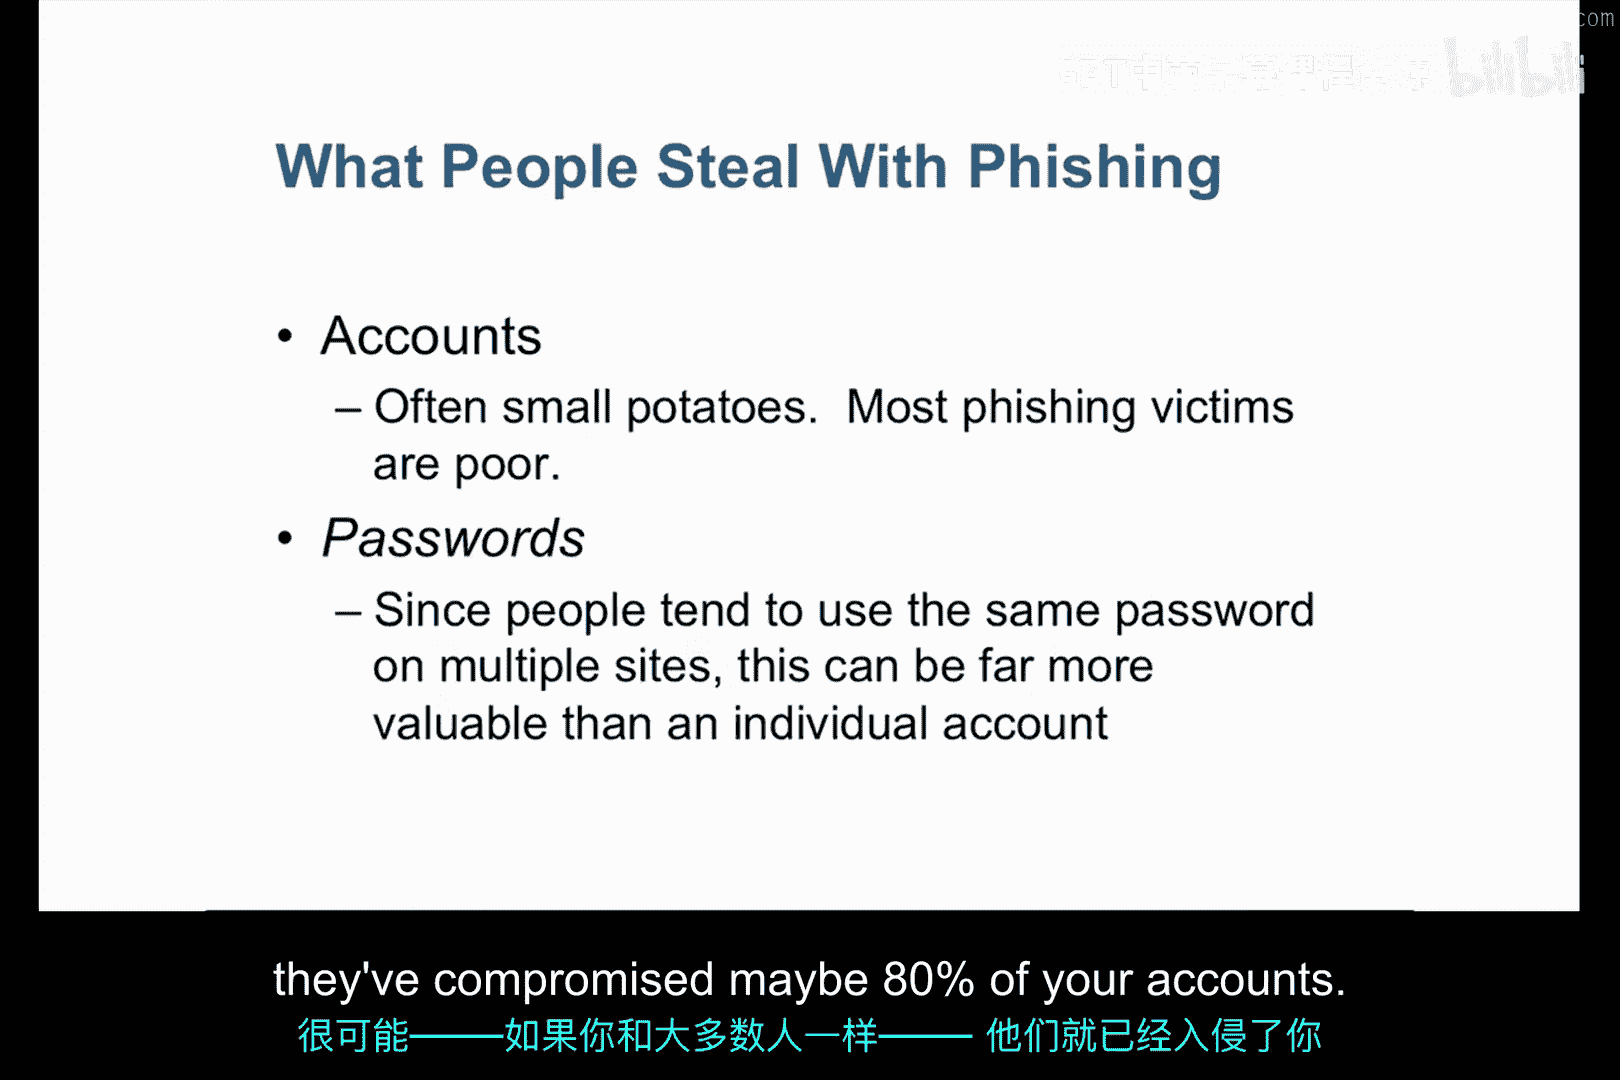 com
bilibili
What People Steal With Phishing
• Accounts
– Often small potatoes. Most phishing victims
are poor.
• Passwords
– Since people tend to use the same password
on multiple sites, this can be far more
valuable than an individual account
they've compromised maybe 80% of your accounts.
很可能——如果你和大多数人一样—— 他们就已经入侵了你